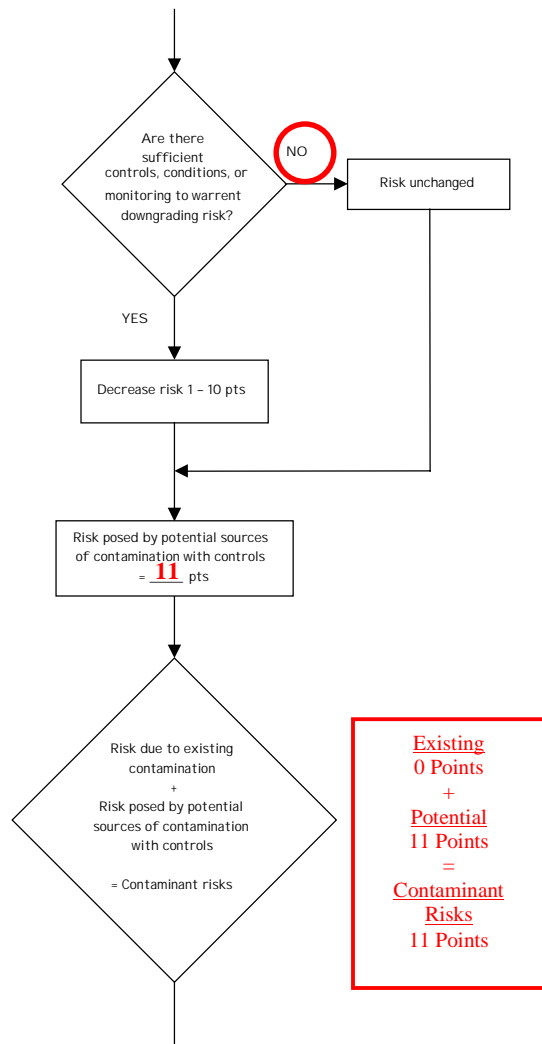 Are there
sufficient
controls, conditions, or
monitoring to warrent
downgrading risk?
NO
Risk unchanged
YES
Decrease risk 1 – 10 pts
Risk posed by potential sources
of contamination with controls
= 11 pts
Risk due to existing
contamination
+
Risk posed by potential
sources of contamination
with controls
= Contaminant risks
Existing
0 Points
+
Potential
11 Points
=
Contaminant
Risks
11 Points